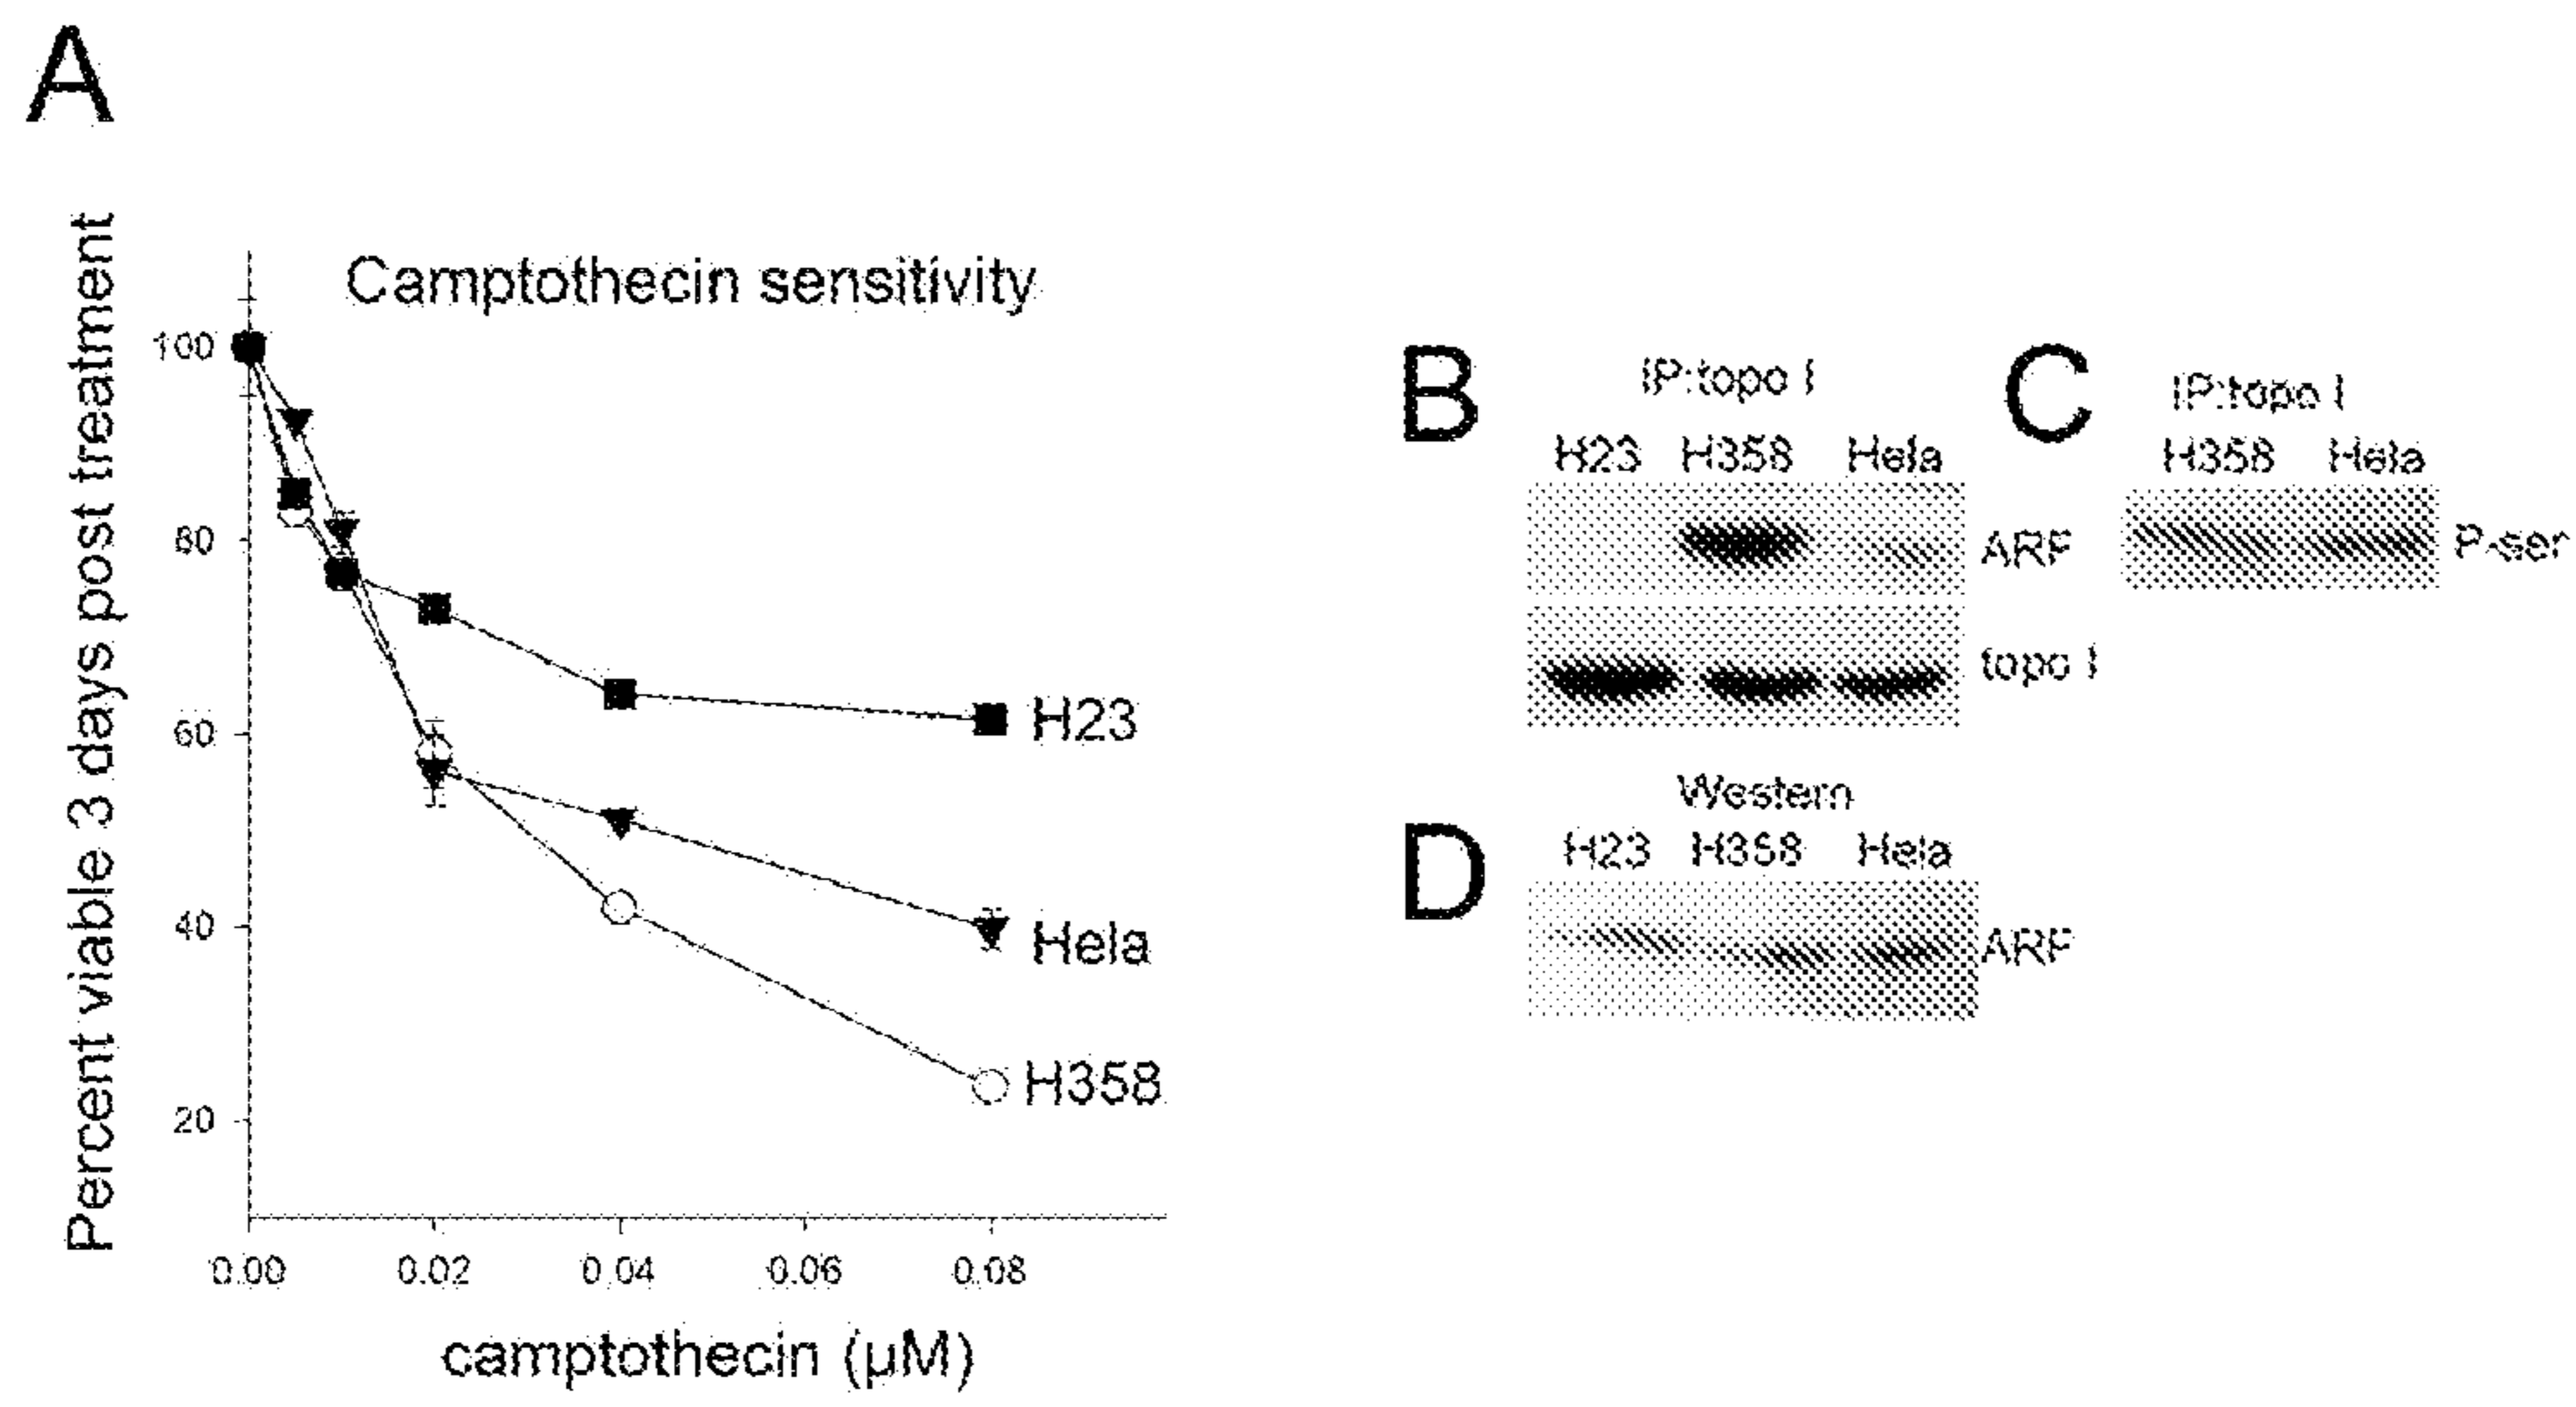 A
Camptothecin sensitivity
Percent viable 3 days post treatment
100
80
60
40
20
H23
Hela
H358
0.00 0.02 0.04 0.06 0.08
camptothecin (µM)
B
IP:topo I
H23 H358 Hela
ARF
topo I
C
IP:topo I
H358 Hela
P-ser
D
Western
H23 H358 Hela
ARF